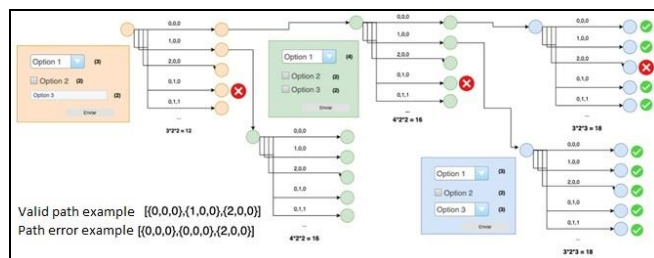 0,0,0
1,0,0
2,0,0
0,1,0
0,1,1
...
3*2*2 = 12
Option 1 (3)
Option 2 (2)
Option 3 (2)
Enviar
0,0,0
1,0,0
2,0,0
0,1,0
0,1,1
...
4*2*2 = 16
Option 1 (4)
Option 2 (2)
Option 3 (2)
Enviar
0,0,0
1,0,0
2,0,0
0,1,0
0,1,1
...
4*2*2 = 16
0,0,0
1,0,0
2,0,0
0,1,0
0,1,1
...
3*2*3 = 18
Option 1 (3)
Option 2 (2)
Option 3 (3)
Enviar
0,0,0
1,0,0
2,0,0
0,1,0
0,1,1
...
3*2*3 = 18
Valid path example [{0,0,0},{1,0,0},{2,0,0}]
Path error example [{0,0,0},{0,0,0},{2,0,0}]